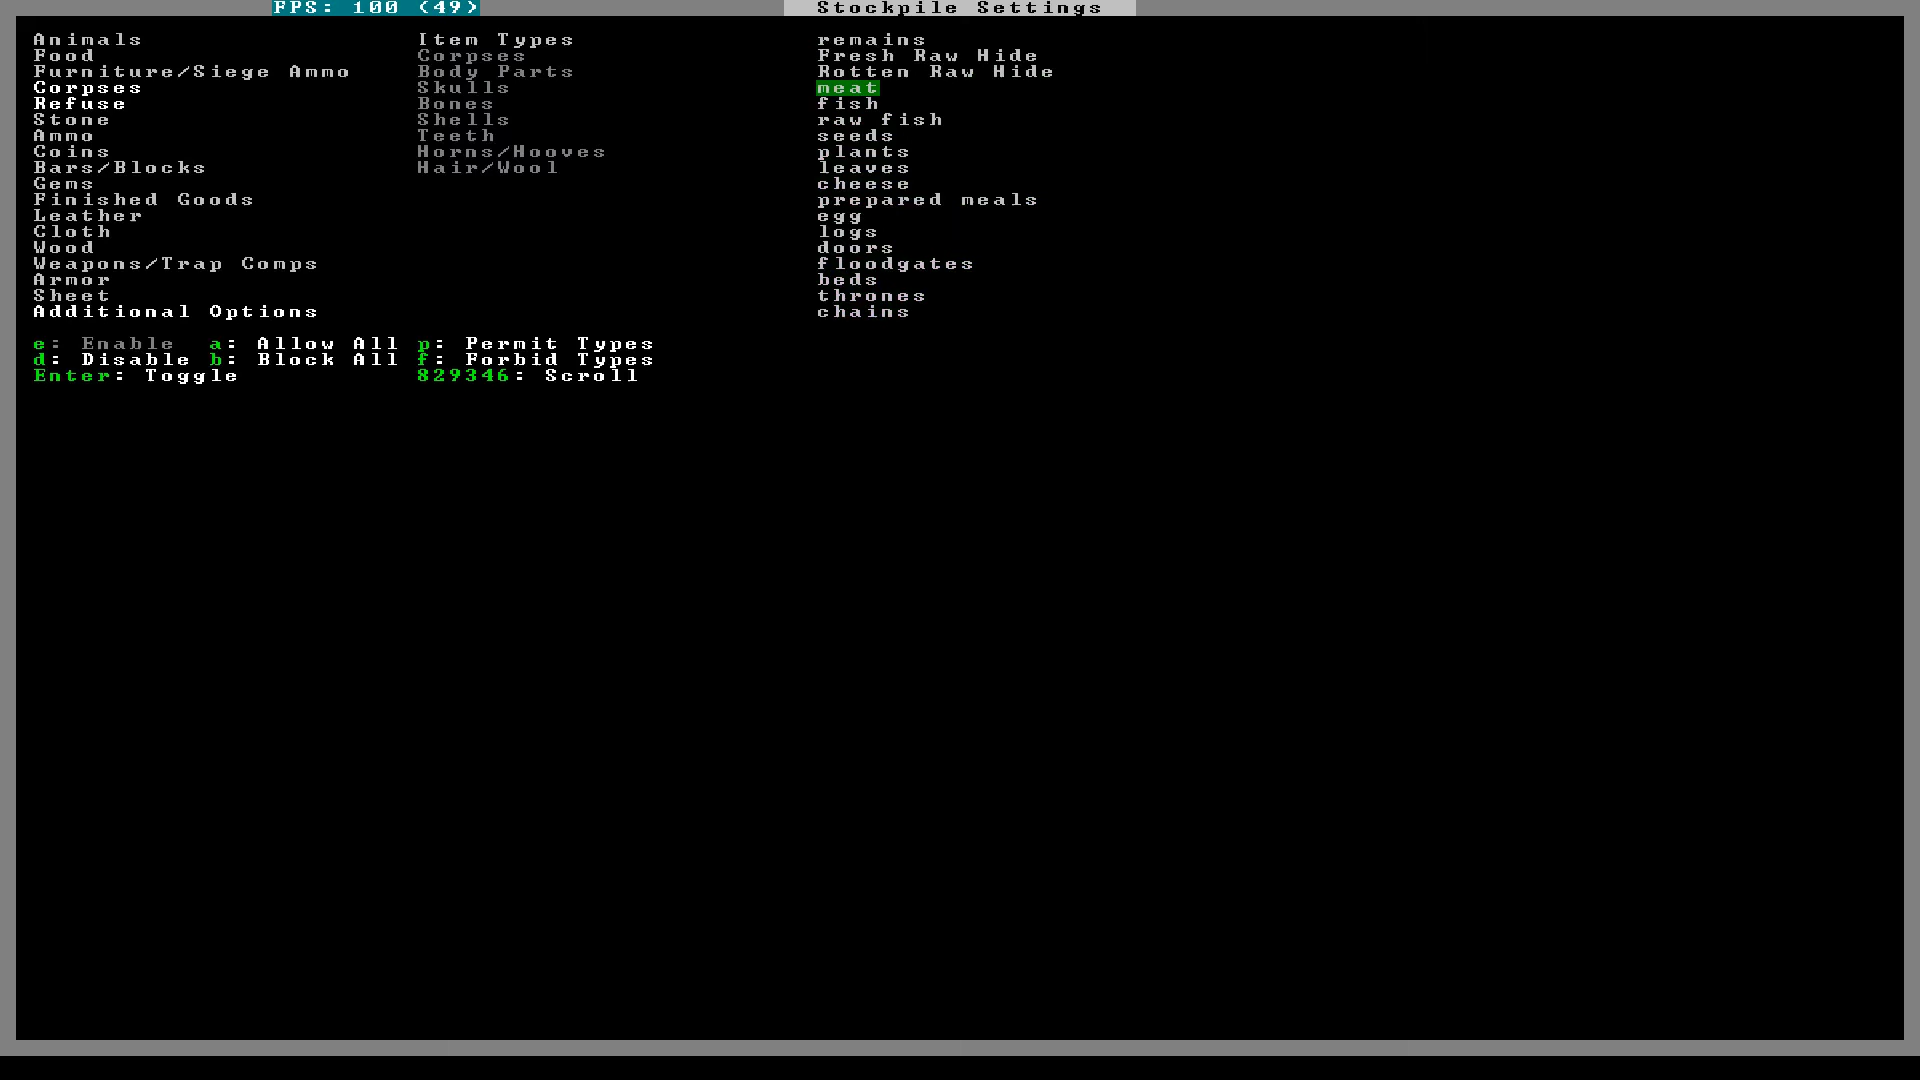 FPS: 100 (49)
Stockpile Settings
Animals
Food
Furniture/Siege Ammo
Corpses
Refuse
Stone
Ammo
Coins
Bars/Blocks
Gems
Finished Goods
Leather
Cloth
Wood
Weapons/Trap Comps
Armor
Sheet
Additional Options
Item Types
Corpses
Body Parts
Skulls
Bones
Shells
Teeth
Horns/Hooves
Hair/Wool
remains
Fresh Raw Hide
Rotten Raw Hide
meat
fish
raw fish
seeds
plants
leaves
cheese
prepared meals
egg
logs
doors
floodgates
beds
thrones
chains
e: Enable a: Allow All p: Permit Types
d: Disable b: Block All f: Forbid Types
Enter: Toggle 829346: Scroll